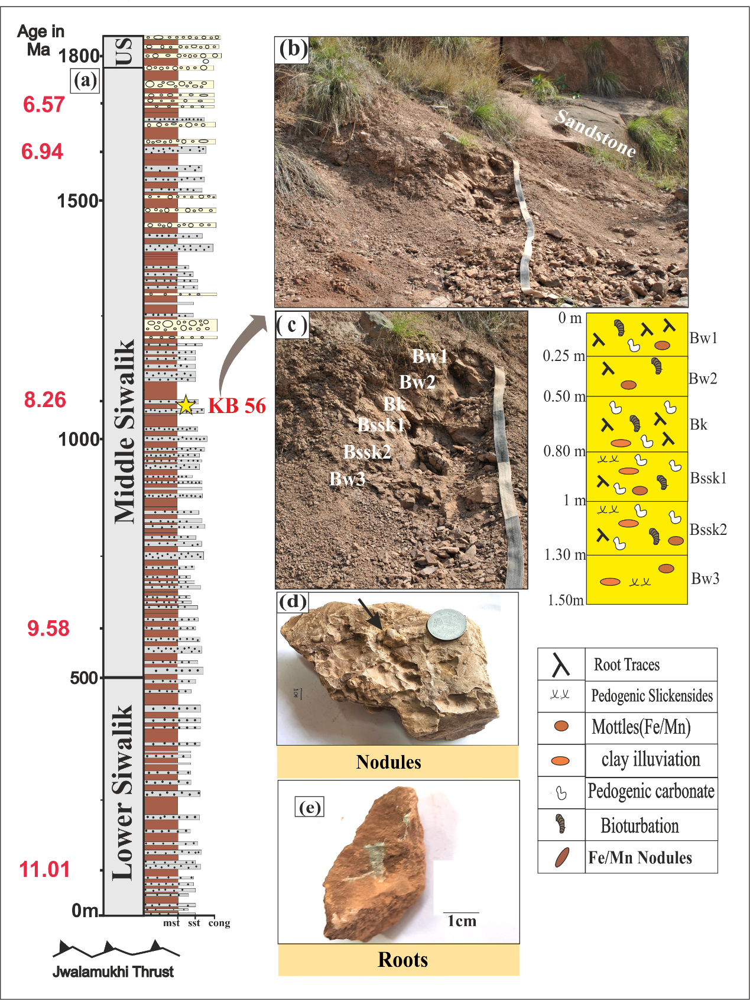 Age in
Ma
1800
US
(a)
6.57
6.94
1500
Middle Siwalik
8.26
KB 56
1000
9.58
500
Lower Siwalik
11.01
0m
mst sst cong
Jwalamukhi Thrust
(b)
Sandstone
( c )
Bw1
Bw2
Bk
Bssk1
Bssk2
Bw3
0 m
Bw1
0.25 m
Bw2
0.50 m
Bk
0.80 m
Bssk1
1 m
Bssk2
1.30 m
Bw3
1.50m
(d)
1CM
Nodules
(e)
1cm
Roots
Root Traces
Pedogenic Slickensides
Mottles(Fe/Mn)
clay illuviation
Pedogenic carbonate
Bioturbation
Fe/Mn Nodules